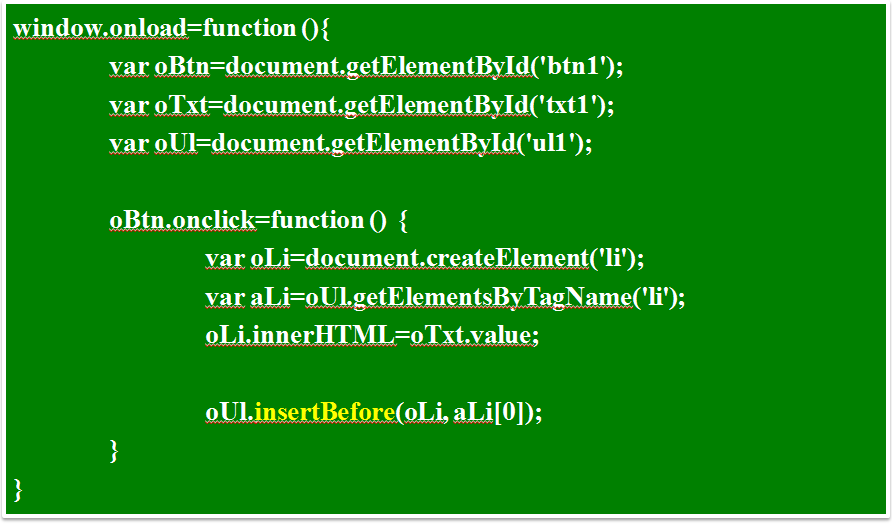 window.onload=function (){
var oBtn=document.getElementById('btn1');
var oTxt=document.getElementById('txt1');
var oUl=document.getElementById('ul1');
oBtn.onclick=function () {
var oLi=document.createElement('li');
var aLi=oUl.getElementsByTagName('li');
oLi.innerHTML=oTxt.value;
oUl.insertBefore(oLi, aLi[0]);
}
}